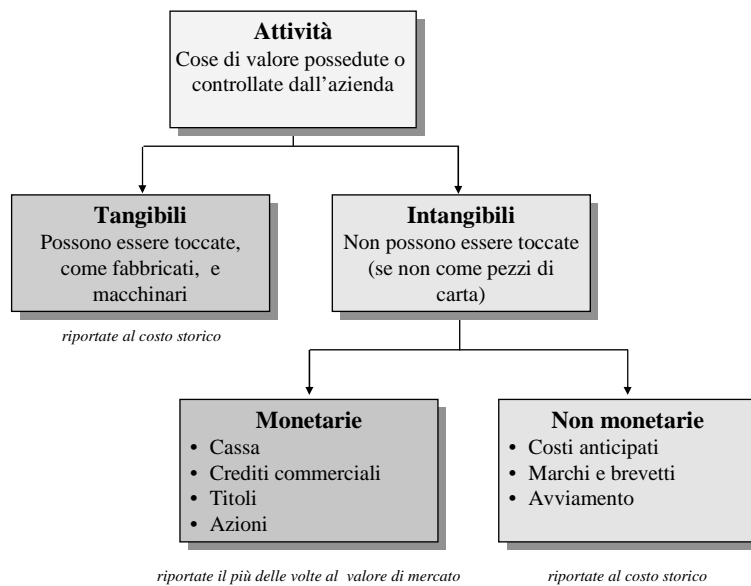 Attività
Cose di valore possedute o
controllate dall’azienda
Tangibili
Possono essere toccate,
come fabbricati,  e
macchinari
riportate al costo storico
Intangibili
Non possono essere toccate
(se non come pezzi di
carta)
Monetarie
• Cassa
• Crediti commerciali
• Titoli
• Azioni
riportate il più delle volte al  valore di mercato
Non monetarie
• Costi anticipati
• Marchi e brevetti
• Avviamento
riportate al costo storico